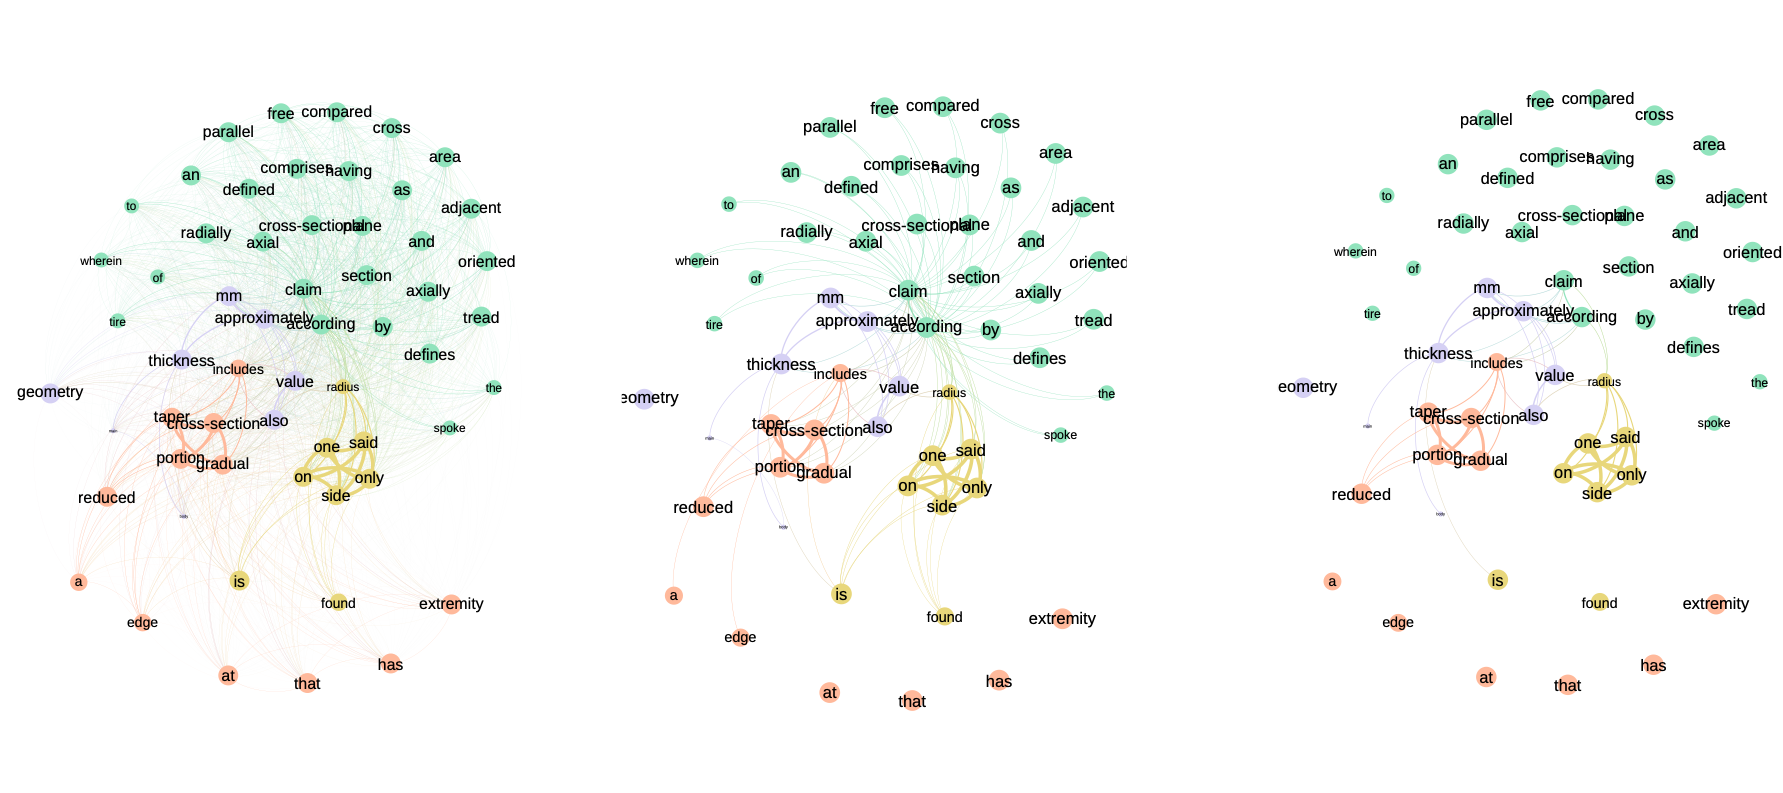 free
compared
cross
parallel
area
comprises
having
an
defined
as
to
adjacent
radially
cross-sectional
plane
axial
and
wherein
of
section
oriented
claim
mm
axially
tire
approximately
according
by
tread
thickness
includes
defines
geometry
value
radius
the
taper
cross-section
also
spoke
one
said
portion
gradual
on
only
side
reduced
a
is
found
extremity
edge
at
that
has
free
compared
cross
parallel
area
comprises
having
an
defined
as
to
adjacent
radially
cross-sectional
plane
axial
and
wherein
of
section
oriented
claim
mm
axially
tire
approximately
according
by
tread
thickness
includes
defines
eometry
value
radius
the
taper
cross-section
also
spoke
one
said
portion
gradual
on
only
side
reduced
a
is
found
extremity
edge
at
that
has
free
compared
cross
parallel
area
comprises
having
an
defined
as
to
adjacent
radially
cross-sectional
plane
axial
and
wherein
of
section
oriented
claim
mm
axially
tire
approximately
according
by
tread
thickness
includes
defines
eometry
value
radius
the
taper
cross-section
also
spoke
one
said
portion
gradual
on
only
side
reduced
a
is
found
extremity
edge
at
that
has